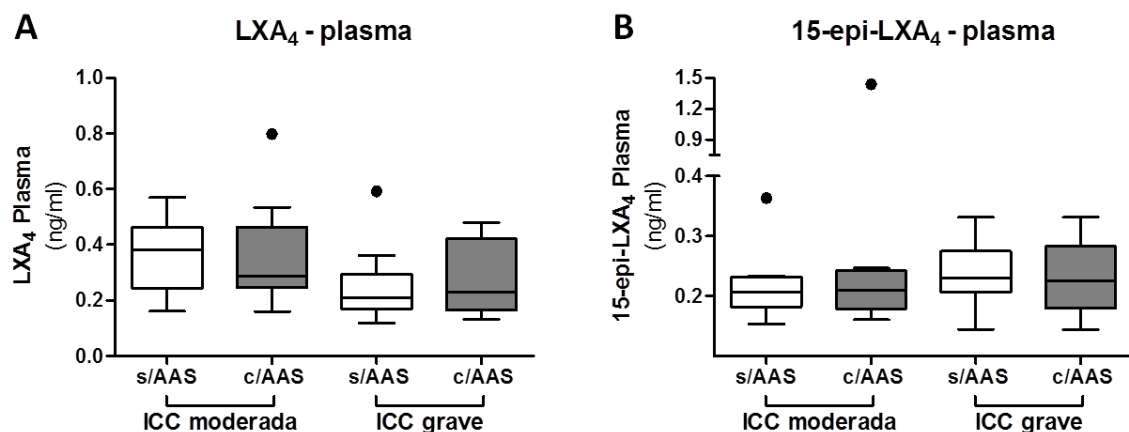 A
LXA₄ - plasma
LXA₄ Plasma
(ng/ml)
1.0
0.8
0.6
0.4
0.2
0.0
s/AAS c/AAS s/AAS c/AAS
ICC moderada ICC grave
B
15-epi-LXA₄ - plasma
15-epi-LXA₄ Plasma
(ng/ml)
1.5
1.2
0.9
0.4
0.3
0.2
s/AAS c/AAS s/AAS c/AAS
ICC moderada ICC grave